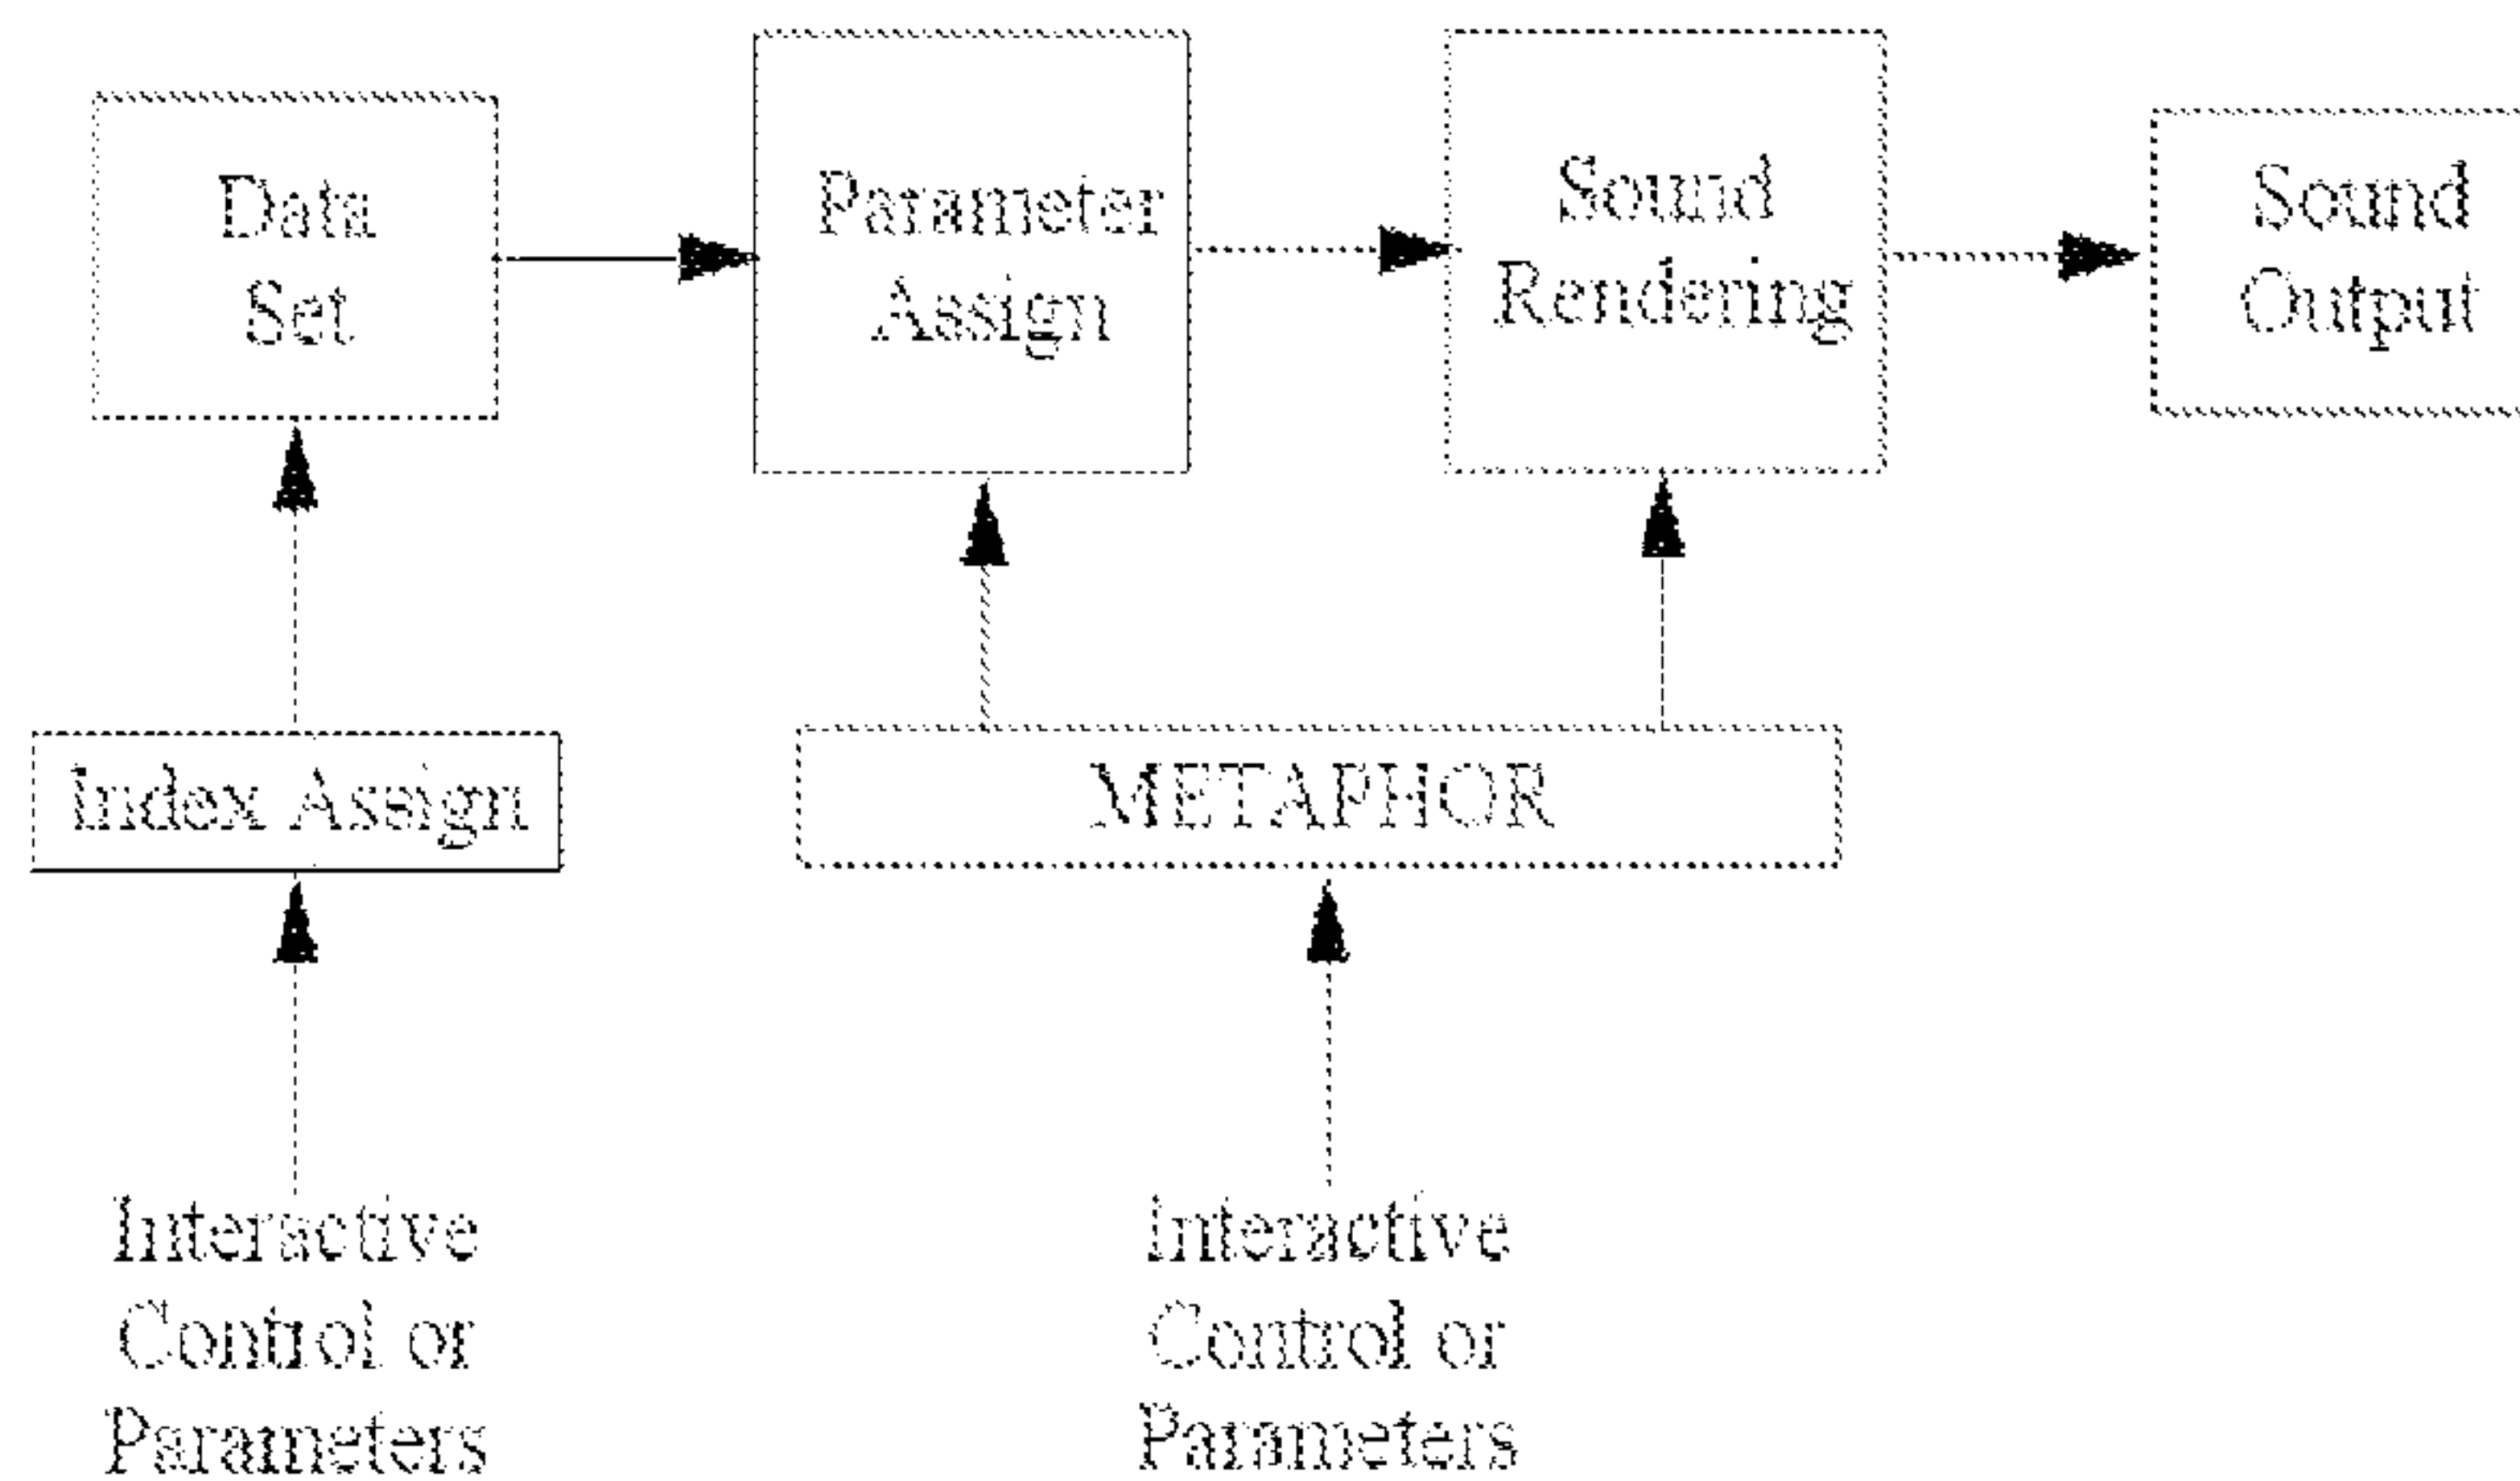 Data
Set
Parameter
Assign
Sound
Rendering
Sound
Output
Index Assign
METAPHOR
Interactive
Control or
Parameters
Interactive
Control or
Parameters